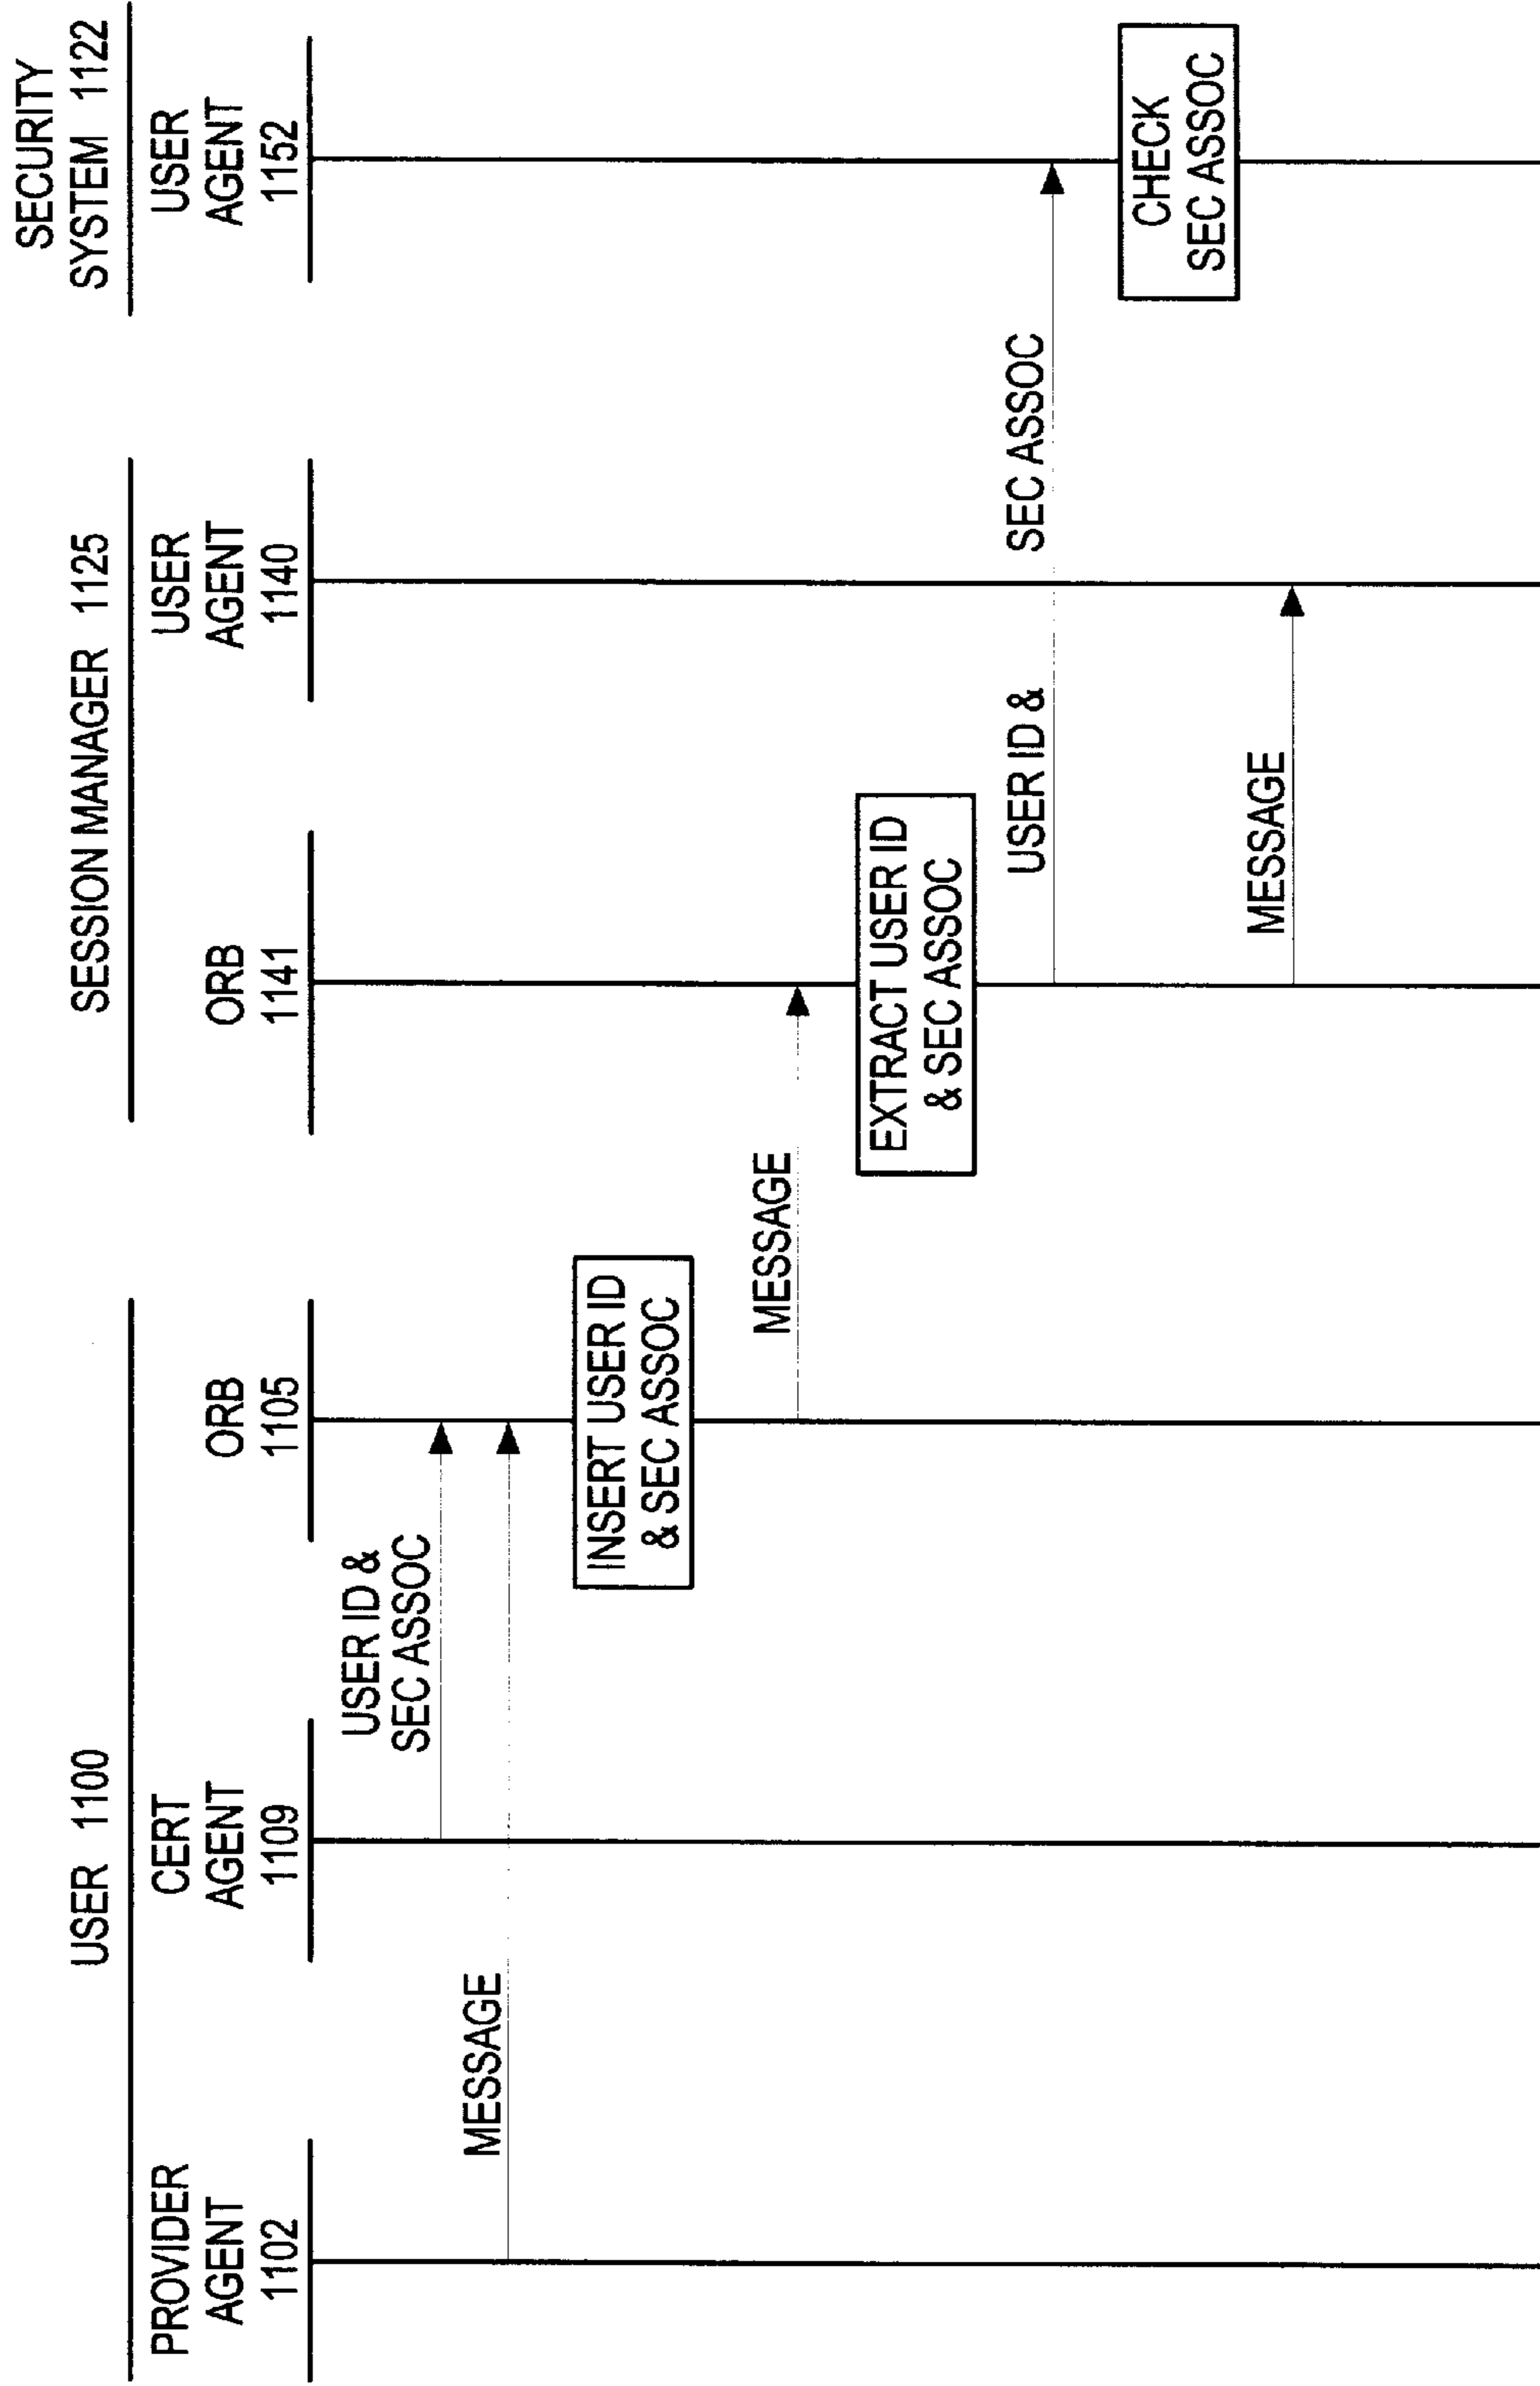 USER 1100
SESSION MANAGER 1125
SECURITY
SYSTEM 1122
PROVIDER
AGENT
1102
CERT
AGENT
1109
ORB
1105
ORB
1141
USER
AGENT
1140
USER
AGENT
1152
USER ID &
SEC ASSOC
MESSAGE
INSERT USER ID
& SEC ASSOC
MESSAGE
EXTRACT USER ID
& SEC ASSOC
USER ID & SEC ASSOC
CHECK
SEC ASSOC
MESSAGE